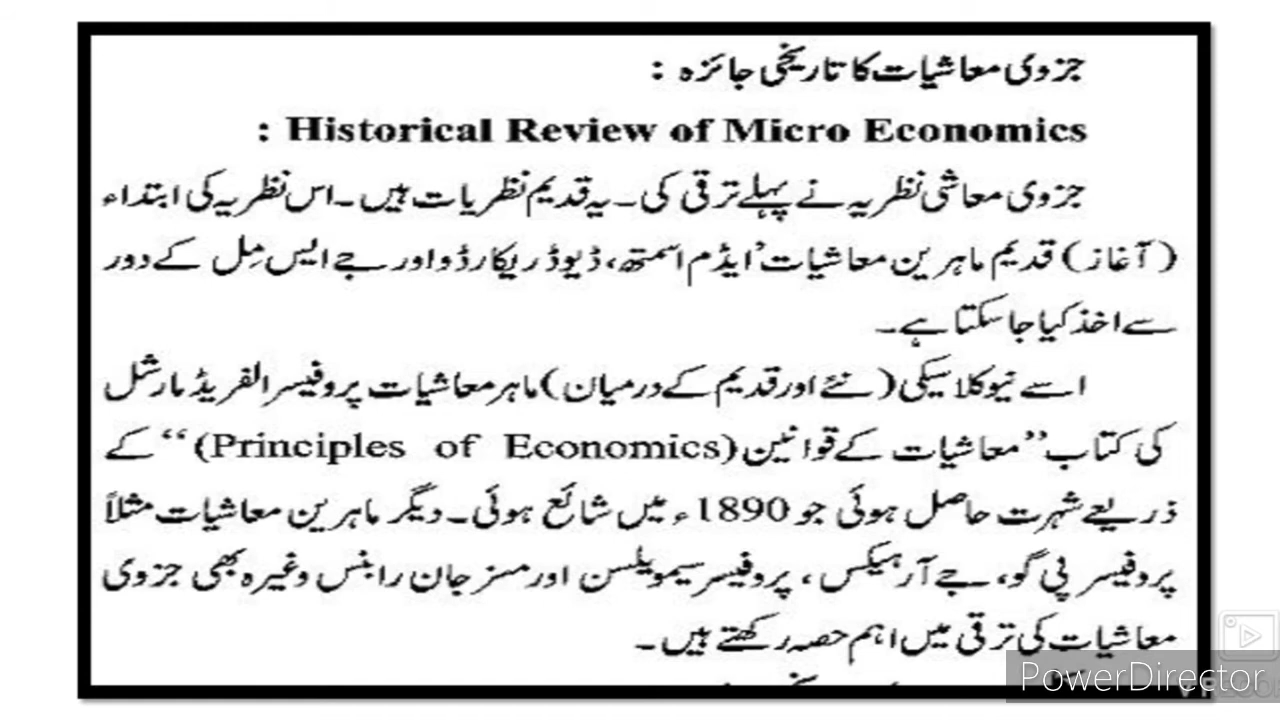 جزوی معاشیات کا تاریخی جائزہ :
Historical Review of Micro Economics :
جزوی معاشی نظریہ نے پہلے ترقی کی۔ یہ قدیم نظریات ہیں۔ اس نظریہ کی ابتداء
(آغاز) قدیم ماہرین معاشیات’ ایڈم اسمتھ، ڈیوڈ ریکارڈو اور جے ایس مِل کے دور
سے اخذ کیا جا سکتا ہے۔
اسے نیو کلاسیکی (نئے اور قدیم کے درمیان) ماہر معاشیات پروفیسر الفریڈ مارشل
کی کتاب ”معاشیات کے قوانین (Principles of Economics)“ کے
ذریعے شہرت حاصل ہوئی جو 1890ء میں شائع ہوئی۔ دیگر ماہرین معاشیات مثلاً
پروفیسر پی گو، جے آر ہیکس، پروفیسر سیمویلسن اور مسز جان رابنس وغیرہ بھی جزوی
معاشیات کی ترقی میں اہم حصہ رکھتے ہیں۔
PowerDirector